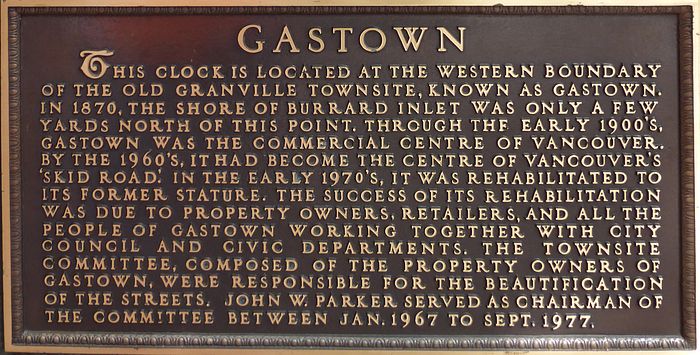 GASTOWN
THIS CLOCK IS LOCATED AT THE WESTERN BOUNDARY
OF THE OLD GRANVILLE TOWNSITE, KNOWN AS GASTOWN.
IN 1870, THE SHORE OF BURRARD INLET WAS ONLY A FEW
YARDS NORTH OF THIS POINT. THROUGH THE EARLY 1900'S,
GASTOWN WAS THE COMMERCIAL CENTRE OF VANCOUVER.
BY THE 1960'S, IT HAD BECOME THE CENTRE OF VANCOUVER'S
'SKID ROAD'. IN THE EARLY 1970'S, IT WAS REHABILITATED TO
ITS FORMER STATURE. THE SUCCESS OF ITS REHABILITATION
WAS DUE TO PROPERTY OWNERS, RETAILERS, AND ALL THE
PEOPLE OF GASTOWN WORKING TOGETHER WITH CITY
COUNCIL AND CIVIC DEPARTMENTS. THE TOWNSITE
COMMITTEE, COMPOSED OF THE PROPERTY OWNERS OF
GASTOWN, WERE RESPONSIBLE FOR THE BEAUTIFICATION
OF THE STREETS. JOHN W. PARKER SERVED AS CHAIRMAN OF
THE COMMITTEE BETWEEN JAN. 1967 TO SEPT. 1977.